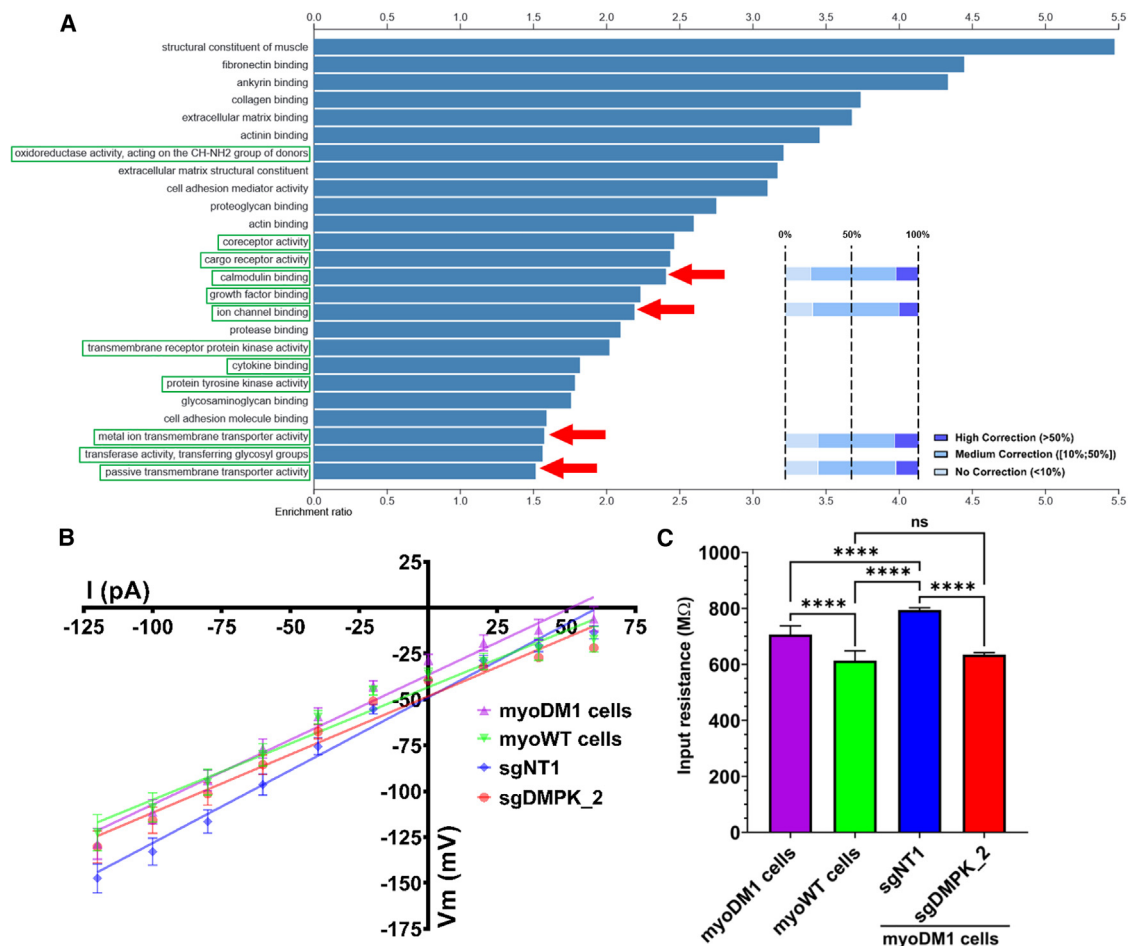 A
0.0 0.5 1.0 1.5 2.0 2.5 3.0 3.5 4.0 4.5 5.0 5.5
structural constituent of muscle
fibronectin binding
ankyrin binding
collagen binding
extracellular matrix binding
actinin binding
oxidoreductase activity, acting on the CH-NH2 group of donors
extracellular matrix structural constituent
cell adhesion mediator activity
proteoglycan binding
actin binding
coreceptor activity
cargo receptor activity
calmodulin binding
growth factor binding
ion channel binding
protease binding
transmembrane receptor protein kinase activity
cytokine binding
protein tyrosine kinase activity
glycosaminoglycan binding
cell adhesion molecule binding
metal ion transmembrane transporter activity
transferase activity, transferring glycosyl groups
passive transmembrane transporter activity
0% 50% 100%
High Correction (>50%)
Medium Correction ([10%;50%])
No Correction (<10%)
0.0 0.5 1.0 1.5 2.0 2.5 3.0 3.5 4.0 4.5 5.0 5.5
Enrichment ratio
B
I (pA)
-125 -100 -75 -50 -25 25 50 75
25
-25
-50
-75
-100
-125
-150
-175
Vm (mV)
myoDM1 cells
myoWT cells
sgNT1
sgDMPK_2
C
ns
****
****
****
****
Input resistance (MΩ)
1000
800
600
400
200
0
myoDM1 cells
myoWT cells
sgNT1
sgDMPK_2
myoDM1 cells